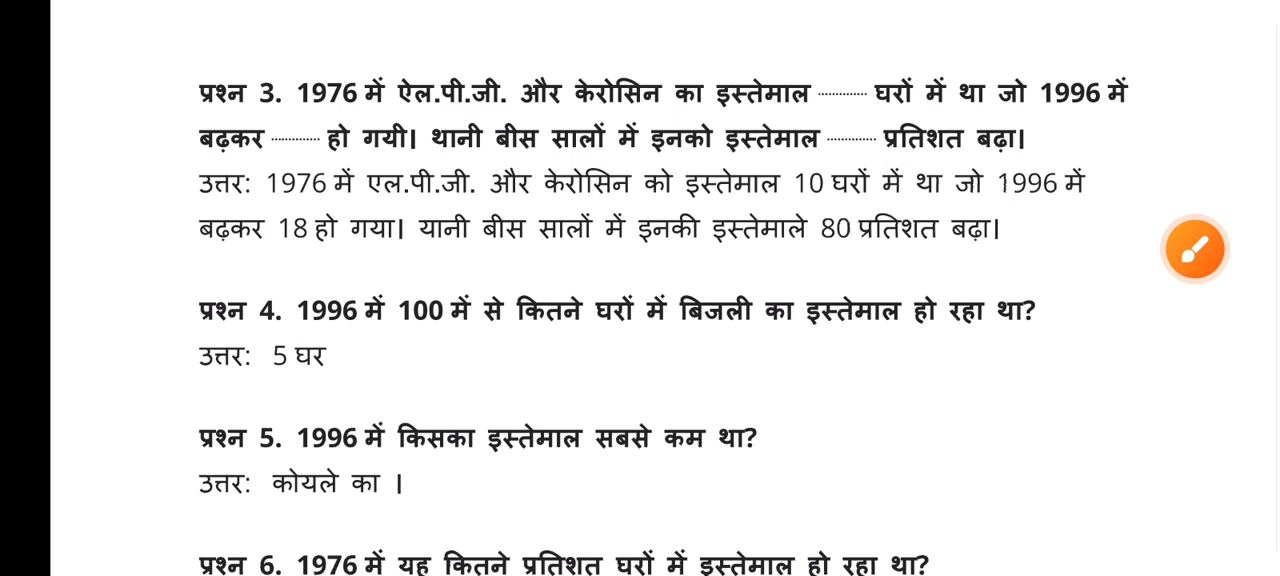 प्रश्न 3. 1976 में ऐल.पी.जी. और केरोसिन का इस्तेमाल ............. घरों में था जो 1996 में
बढ़कर ............. हो गयी। थानी बीस सालों में इनको इस्तेमाल ............. प्रतिशत बढ़ा।
उत्तर: 1976 में एल.पी.जी. और केरोसिन को इस्तेमाल 10 घरों में था जो 1996 में
बढ़कर 18 हो गया। यानी बीस सालों में इनकी इस्तेमाले 80 प्रतिशत बढ़ा।
प्रश्न 4. 1996 में 100 में से कितने घरों में बिजली का इस्तेमाल हो रहा था?
उत्तर: 5 घर
प्रश्न 5. 1996 में किसका इस्तेमाल सबसे कम था?
उत्तर: कोयले का ।
प्रश्न 6. 1976 में यह कितने प्रतिशत घरों में इस्तेमाल हो रहा था?